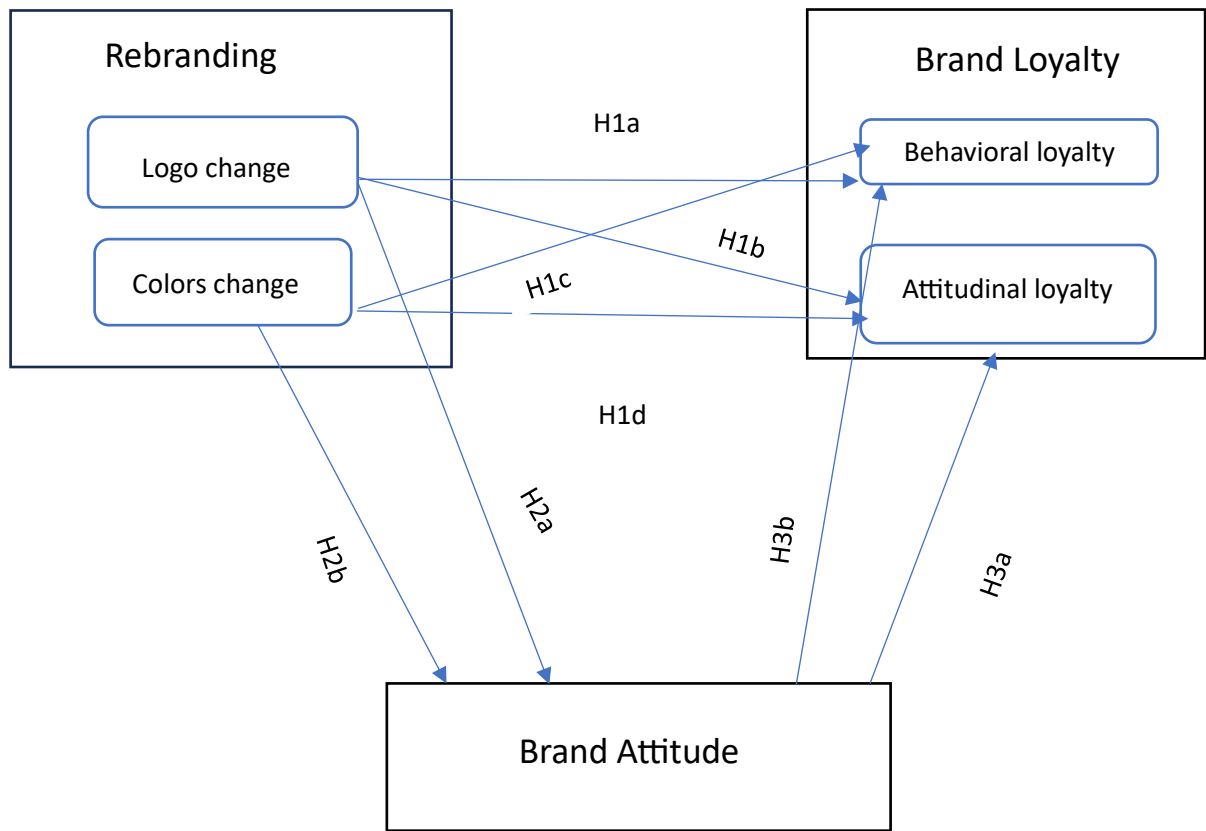 Rebranding
Logo change
Colors change
H1a
H1b
H1c
H1d
Brand Loyalty
Behavioral loyalty
Attitudinal loyalty
H2b
H2a
H3b
H3a
Brand Attitude